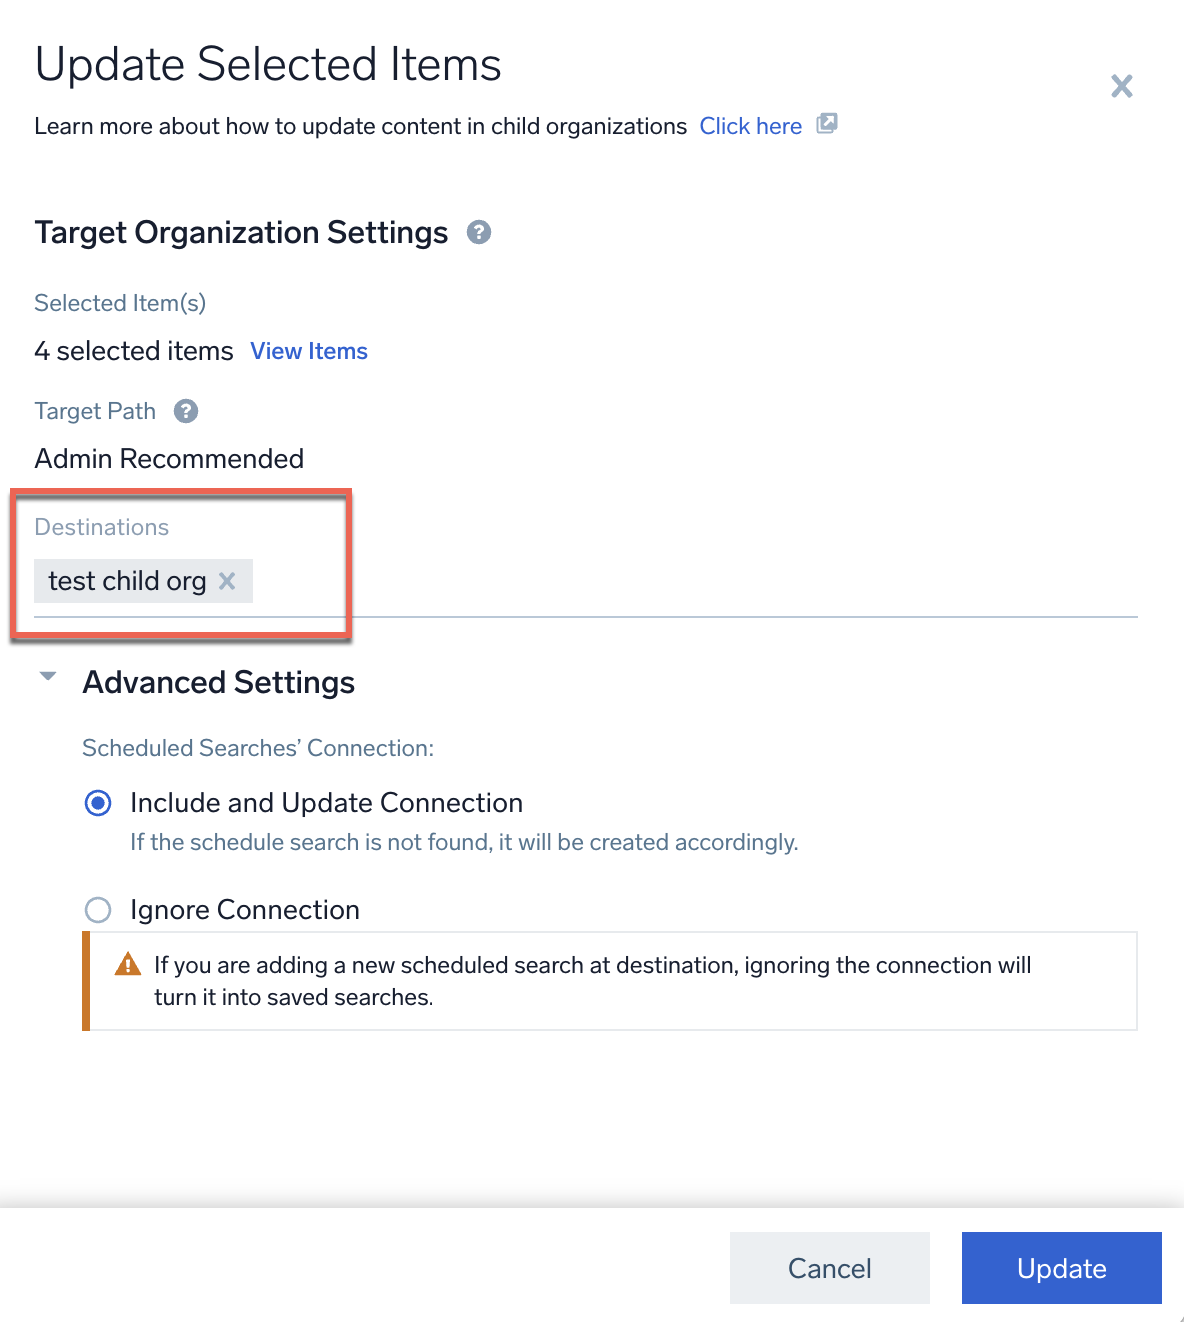 Update Selected Items
Learn more about how to update content in child organizations Click here
Target Organization Settings ?
Selected Item(s)
4 selected items View Items
Target Path ?
Admin Recommended
Destinations
test child org
Advanced Settings
Scheduled Searches’ Connection:
Include and Update Connection
If the schedule search is not found, it will be created accordingly.
Ignore Connection
If you are adding a new scheduled search at destination, ignoring the connection will
turn it into saved searches.
Cancel Update